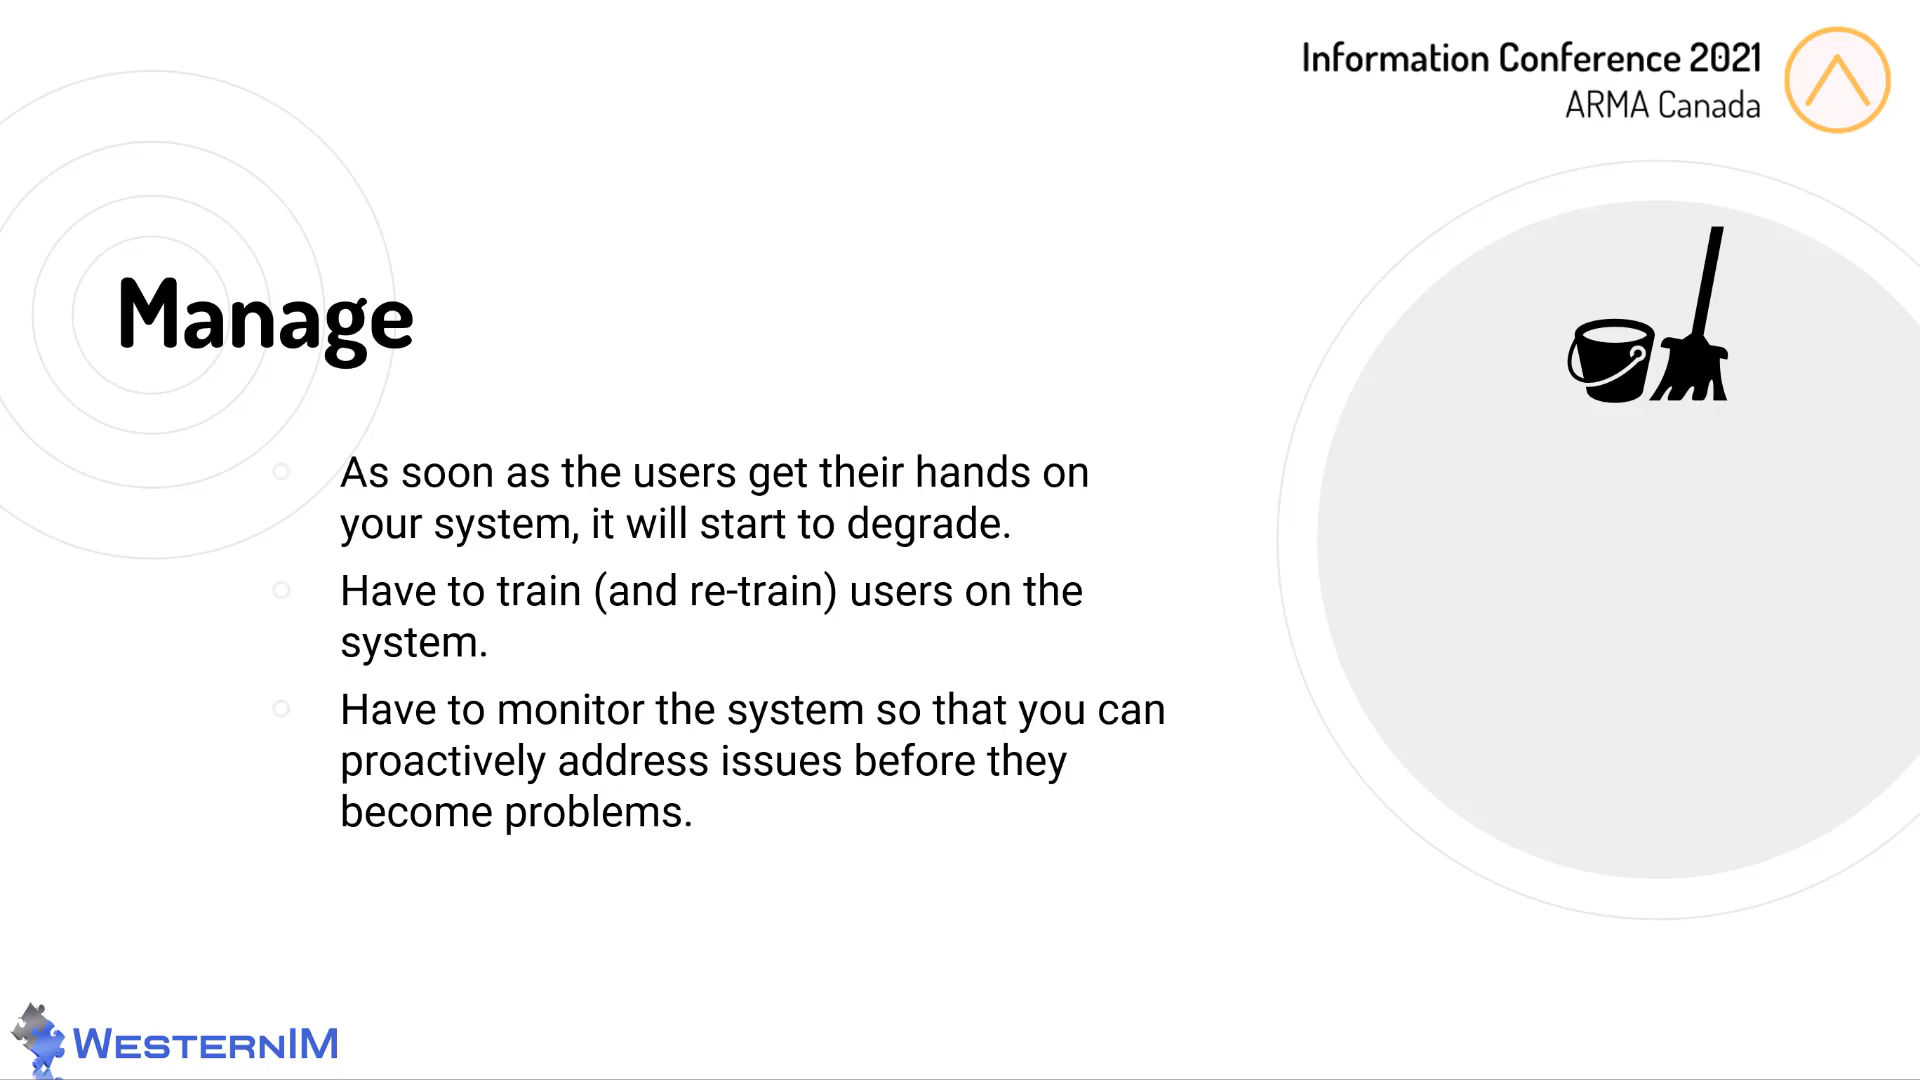 Information Conference 2021
ARMA Canada
Manage
As soon as the users get their hands on
your system, it will start to degrade.
Have to train (and re-train) users on the
system.
Have to monitor the system so that you can
proactively address issues before they
become problems.
WESTERNIM